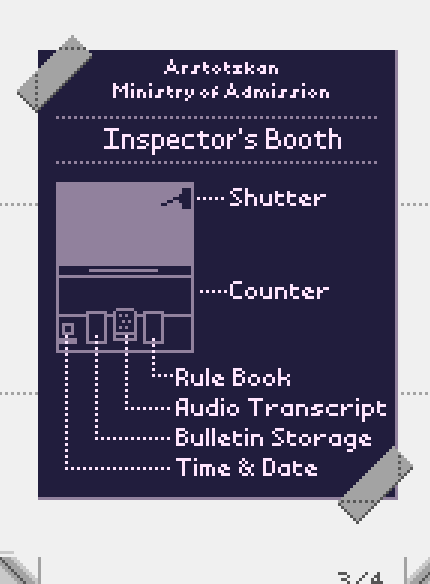 Arstotzkan
Ministry of Admission
Inspector's Booth
Shutter
Counter
Rule Book
Audio Transcript
Bulletin Storage
Time & Date
3/4